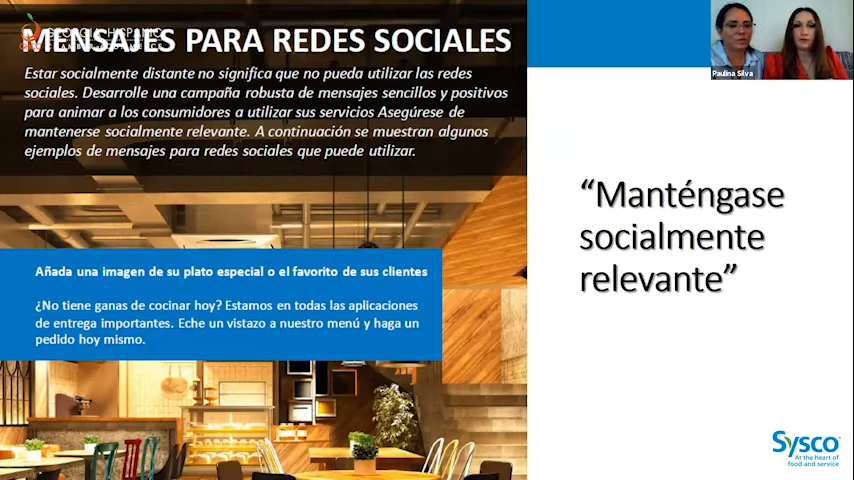 MENSAJES PARA REDES SOCIALES
GEORGIA HISPANIC
CHAMBER OF COMMERCE
Estar socialmente distante no significa que no pueda utilizar las redes
sociales. Desarrolle una campaña robusta de mensajes sencillos y positivos
para animar a los consumidores a utilizar sus servicios Asegúrese de
mantenerse socialmente relevante. A continuación se muestran algunos
ejemplos de mensajes para redes sociales que puede utilizar.
Añada una imagen de su plato especial o el favorito de sus clientes
¿No tiene ganas de cocinar hoy? Estamos en todas las aplicaciones
de entrega importantes. Eche un vistazo a nuestro menú y haga un
pedido hoy mismo.
Paulina Silva
“Manténgase
socialmente
relevante”
Sysco
At the heart of
food and service